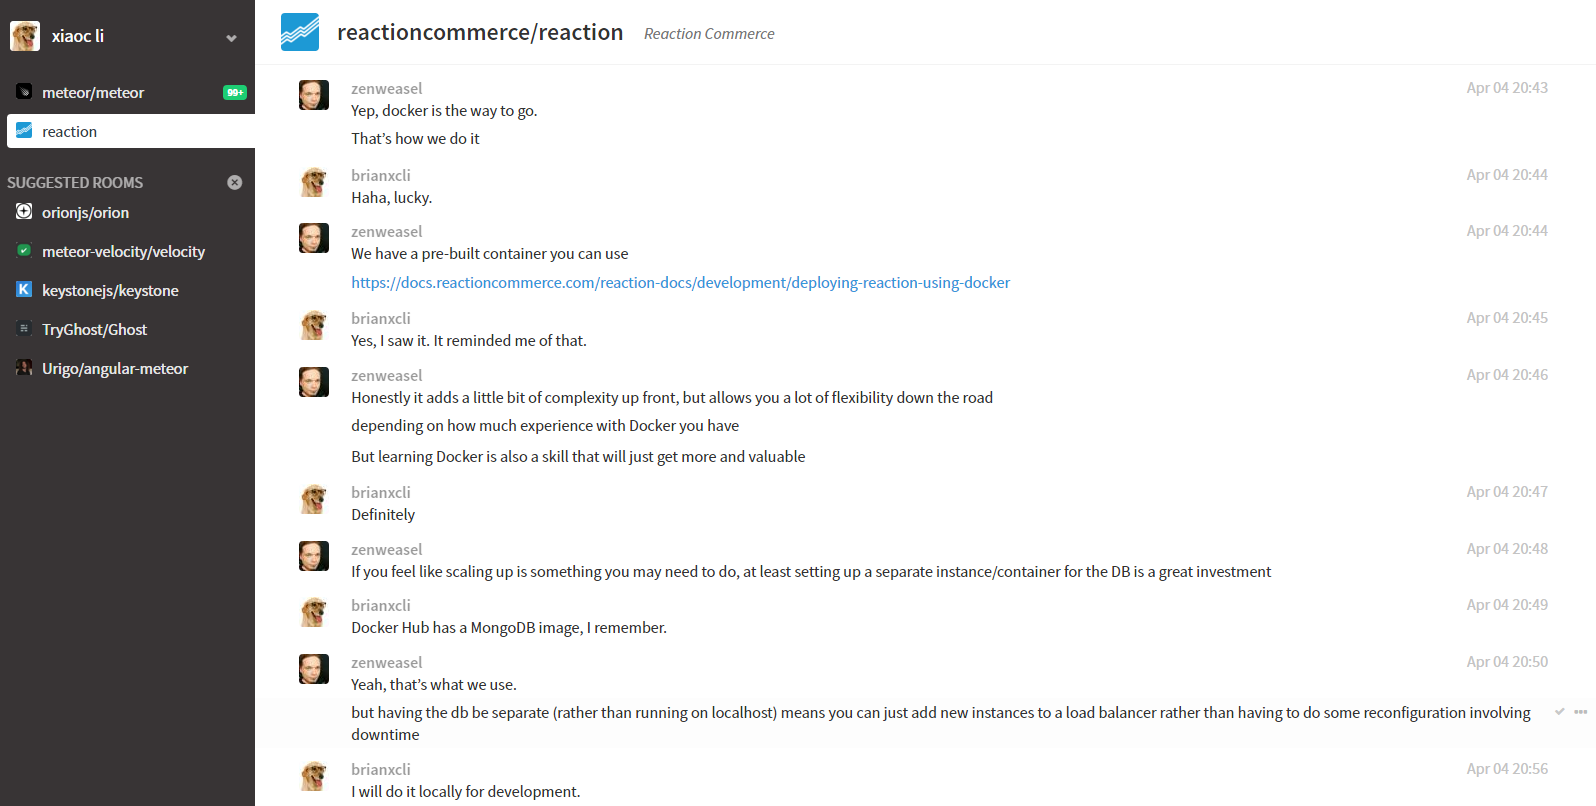 xiaoc li
meteor/meteor 99+
reaction
SUGGESTED ROOMS
orionjs/orion
meteor-velocity/velocity
K keystonejs/keystone
TryGhost/Ghost
Urigo/angular-meteor
reactioncommerce/reaction Reaction Commerce
zenweasel Apr 04 20:43
Yep, docker is the way to go.
That’s how we do it
brianxcli Apr 04 20:44
Haha, lucky.
zenweasel Apr 04 20:44
We have a pre-built container you can use
https://docs.reactioncommerce.com/reaction-docs/development/deploying-reaction-using-docker
brianxcli Apr 04 20:45
Yes, I saw it. It reminded me of that.
zenweasel Apr 04 20:46
Honestly it adds a little bit of complexity up front, but allows you a lot of flexibility down the road
depending on how much experience with Docker you have
But learning Docker is also a skill that will just get more and valuable
brianxcli Apr 04 20:47
Definitely
zenweasel Apr 04 20:48
If you feel like scaling up is something you may need to do, at least setting up a separate instance/container for the DB is a great investment
brianxcli Apr 04 20:49
Docker Hub has a MongoDB image, I remember.
zenweasel Apr 04 20:50
Yeah, that’s what we use.
but having the db be separate (rather than running on localhost) means you can just add new instances to a load balancer rather than having to do some reconfiguration involving
downtime
brianxcli Apr 04 20:56
I will do it locally for development.